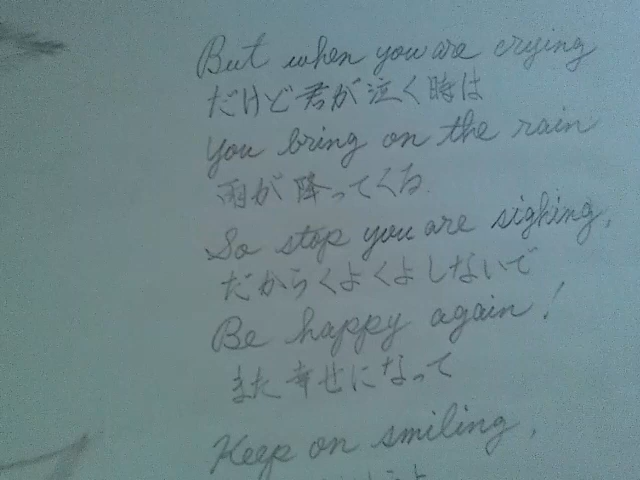 But when you are crying
だけど君が泣く時は
You bring on the rain
雨が降ってくる.
So stop you are sighing,
だからくよくよしないで
Be happy again!
また幸せになって
Keep on smiling,